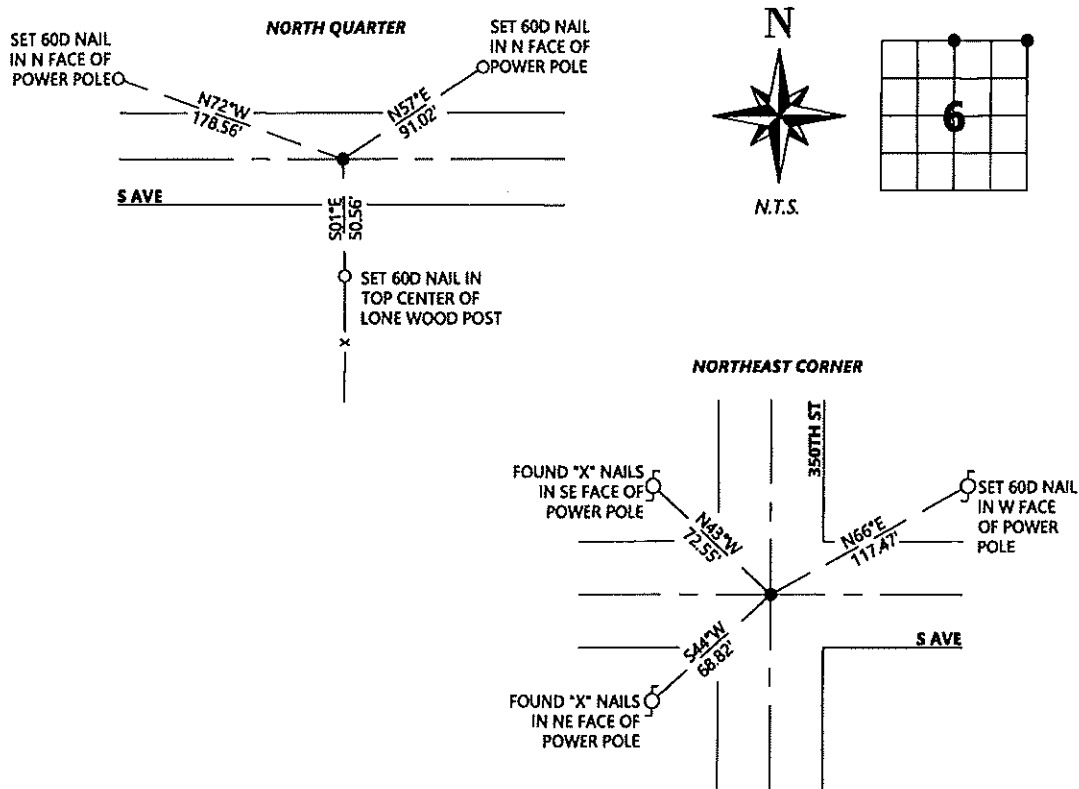 NORTH QUARTER
SET 60D NAIL
IN N FACE OF
POWER POLE
SET 60D NAIL
IN N FACE OF
POWER POLE
N72°W
178.56'
N57°E
91.02'
S AVE
S01°E
50.56'
SET 60D NAIL IN
TOP CENTER OF
LONE WOOD POST
x
N
N.T.S.
6
NORTHEAST CORNER
350TH ST
FOUND "X" NAILS
IN SE FACE OF
POWER POLE
N43°W
72.55'
N66°E
117.47'
SET 60D NAIL
IN W FACE
OF POWER
POLE
S AVE
S44°W
68.82'
FOUND "X" NAILS
IN NE FACE OF
POWER POLE